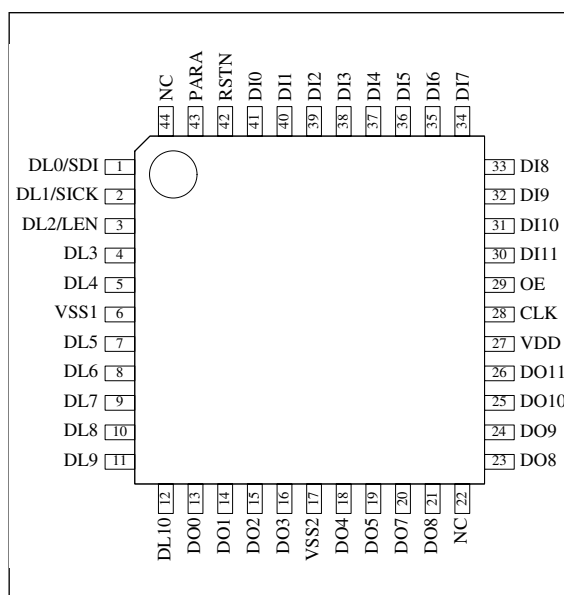 NC
PARA
RSTN
DI0
DI1
DI2
DI3
DI4
DI5
DI6
DI7
44
43
42
41
40
39
38
37
36
35
34
DL0/SDI 1
DL1/SICK 2
DL2/LEN 3
DL3 4
DL4 5
VSS1 6
DL5 7
DL6 8
DL7 9
DL8 10
DL9 11
33 DI8
32 DI9
31 DI10
30 DI11
29 OE
28 CLK
27 VDD
26 DO11
25 DO10
24 DO9
23 DO8
12
13
14
15
16
17
18
19
20
21
22
DL10
DO0
DO1
DO2
DO3
VSS2
DO4
DO5
DO7
DO8
NC